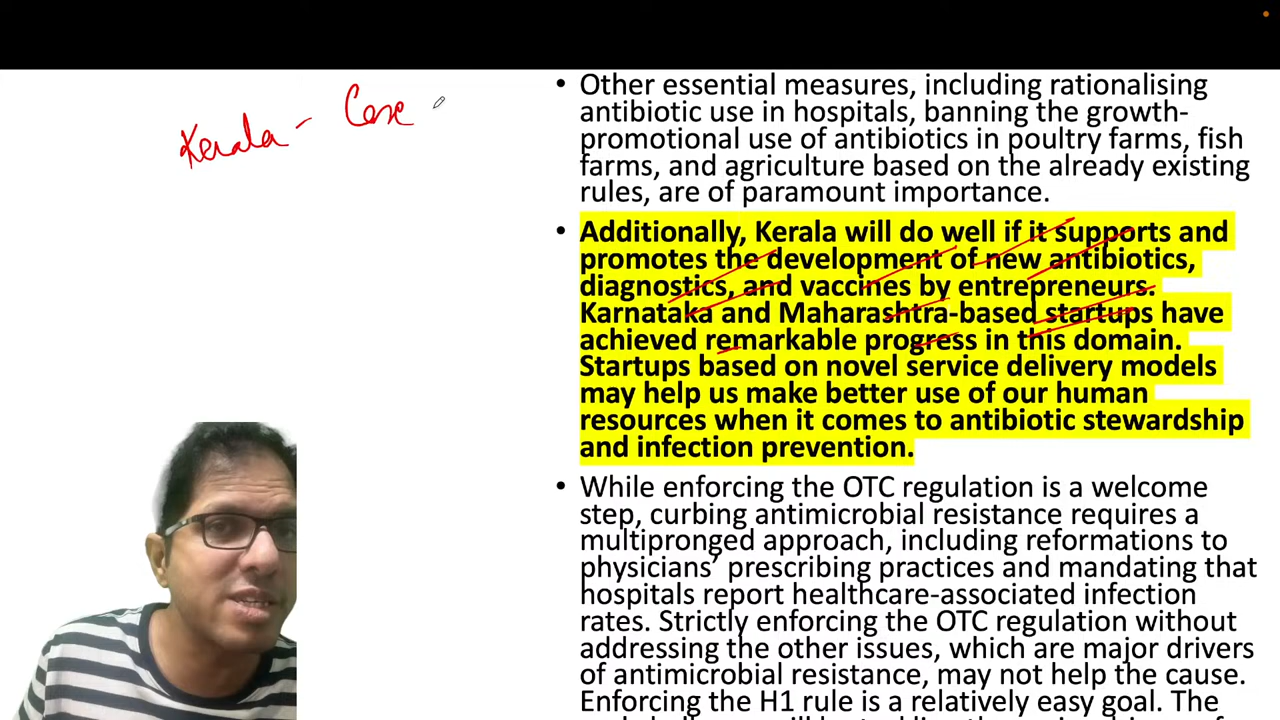 Kerala - Case
• Other essential measures, including rationalising
antibiotic use in hospitals, banning the growth-
promotional use of antibiotics in poultry farms, fish
farms, and agriculture based on the already existing
rules, are of paramount importance.
• Additionally, Kerala will do well if it supports and
promotes the development of new antibiotics,
diagnostics, and vaccines by entrepreneurs.
Karnataka and Maharashtra-based startups have
achieved remarkable progress in this domain.
Startups based on novel service delivery models
may help us make better use of our human
resources when it comes to antibiotic stewardship
and infection prevention.
• While enforcing the OTC regulation is a welcome
step, curbing antimicrobial resistance requires a
multipronged approach, including reformations to
physicians’ prescribing practices and mandating that
hospitals report healthcare-associated infection
rates. Strictly enforcing the OTC regulation without
addressing the other issues, which are major drivers
of antimicrobial resistance, may not help the cause.
Enforcing the H1 rule is a relatively easy goal. The